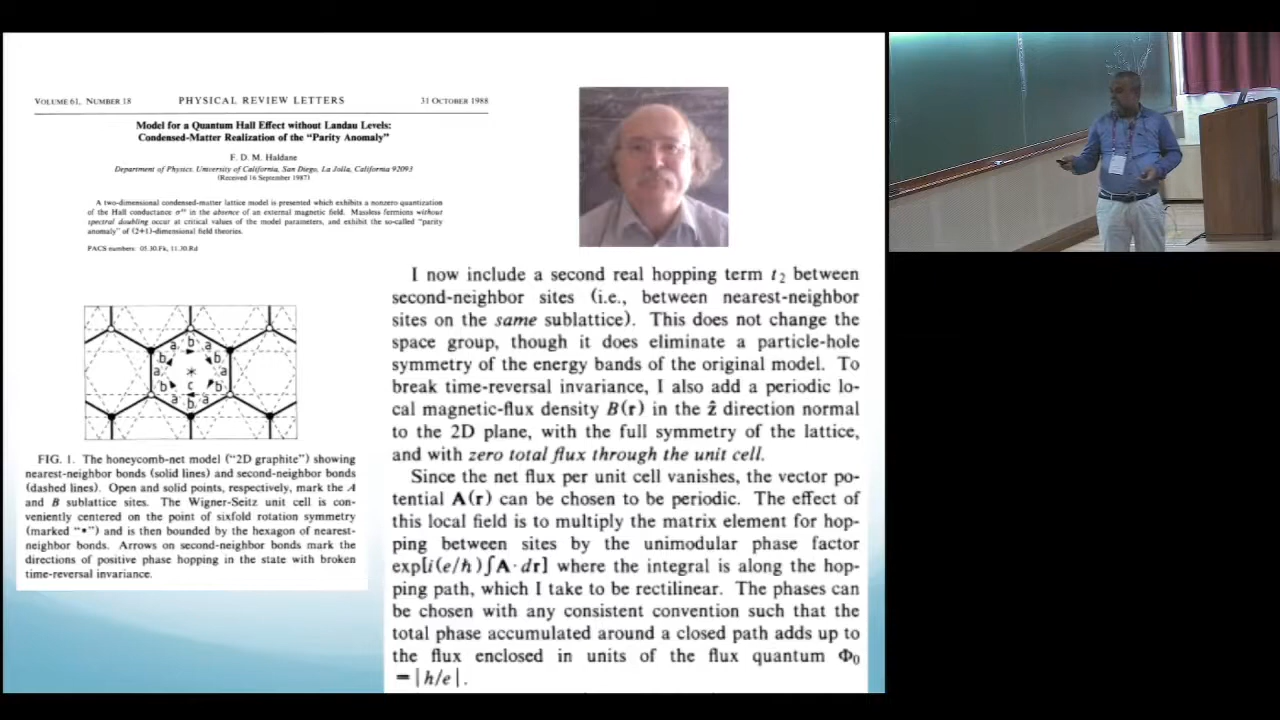 VOLUME 61, NUMBER 18 PHYSICAL REVIEW LETTERS 31 OCTOBER 1988
Model for a Quantum Hall Effect without Landau Levels:
Condensed-Matter Realization of the "Parity Anomaly"
F. D. M. Haldane
Department of Physics, University of California, San Diego, La Jolla, California 92093
(Received 16 September 1987)
A two-dimensional condensed-matter lattice model is presented which exhibits a nonzero quantization
of the Hall conductance σxy in the absence of an external magnetic field. Massless fermions without
spectral doubling occur at critical values of the model parameters, and exhibit the so-called "parity
anomaly" of (2+1)-dimensional field theories.
PACS numbers: 05.30.Fk, 11.30.Rd
a b a
b b
a * a
b c b
a b a
FIG. 1. The honeycomb-net model ("2D graphite") showing
nearest-neighbor bonds (solid lines) and second-neighbor bonds
(dashed lines). Open and solid points, respectively, mark the A
and B sublattice sites. The Wigner-Seitz unit cell is con-
veniently centered on the point of sixfold rotation symmetry
(marked "*") and is then bounded by the hexagon of nearest-
neighbor bonds. Arrows on second-neighbor bonds mark the
directions of positive phase hopping in the state with broken
time-reversal invariance.
I now include a second real hopping term t₂ between
second-neighbor sites (i.e., between nearest-neighbor
sites on the same sublattice). This does not change the
space group, though it does eliminate a particle-hole
symmetry of the energy bands of the original model. To
break time-reversal invariance, I also add a periodic lo-
cal magnetic-flux density B(r) in the ẑ direction normal
to the 2D plane, with the full symmetry of the lattice,
and with zero total flux through the unit cell.
Since the net flux per unit cell vanishes, the vector po-
tential A(r) can be chosen to be periodic. The effect of
this local field is to multiply the matrix element for hop-
ping between sites by the unimodular phase factor
exp[i(e/ℏ)∫A·dr] where the integral is along the hop-
ping path, which I take to be rectilinear. The phases can
be chosen with any consistent convention such that the
total phase accumulated around a closed path adds up to
the flux enclosed in units of the flux quantum Φ₀
=|h/e|.